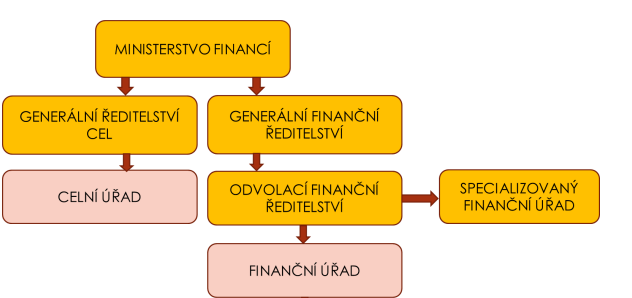 MINISTERSTVO FINANCÍ
GENERÁLNÍ ŘEDITELSTVÍ
CEL
GENERÁLNÍ FINANČNÍ
ŘEDITELSTVÍ
CELNÍ ÚŘAD
ODVOLACÍ FINANČNÍ
ŘEDITELSTVÍ
SPECIALIZOVANÝ
FINANČNÍ ÚŘAD
FINANČNÍ ÚŘAD